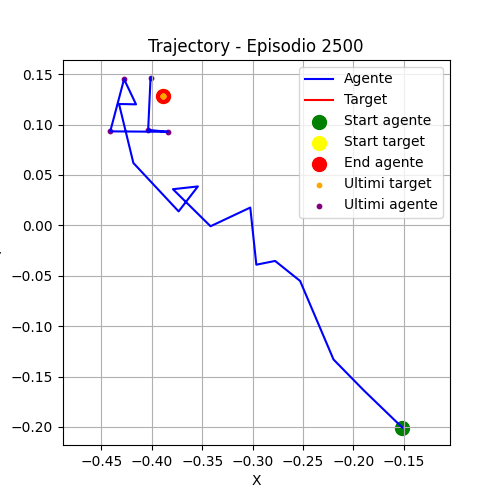 Trajectory - Episodio 2500
Agente
Target
Start agente
Start target
End agente
Ultimi target
Ultimi agente
0.15
0.10
0.05
0.00
−0.05
−0.10
−0.15
−0.20
−0.45 −0.40 −0.35 −0.30 −0.25 −0.20 −0.15
X